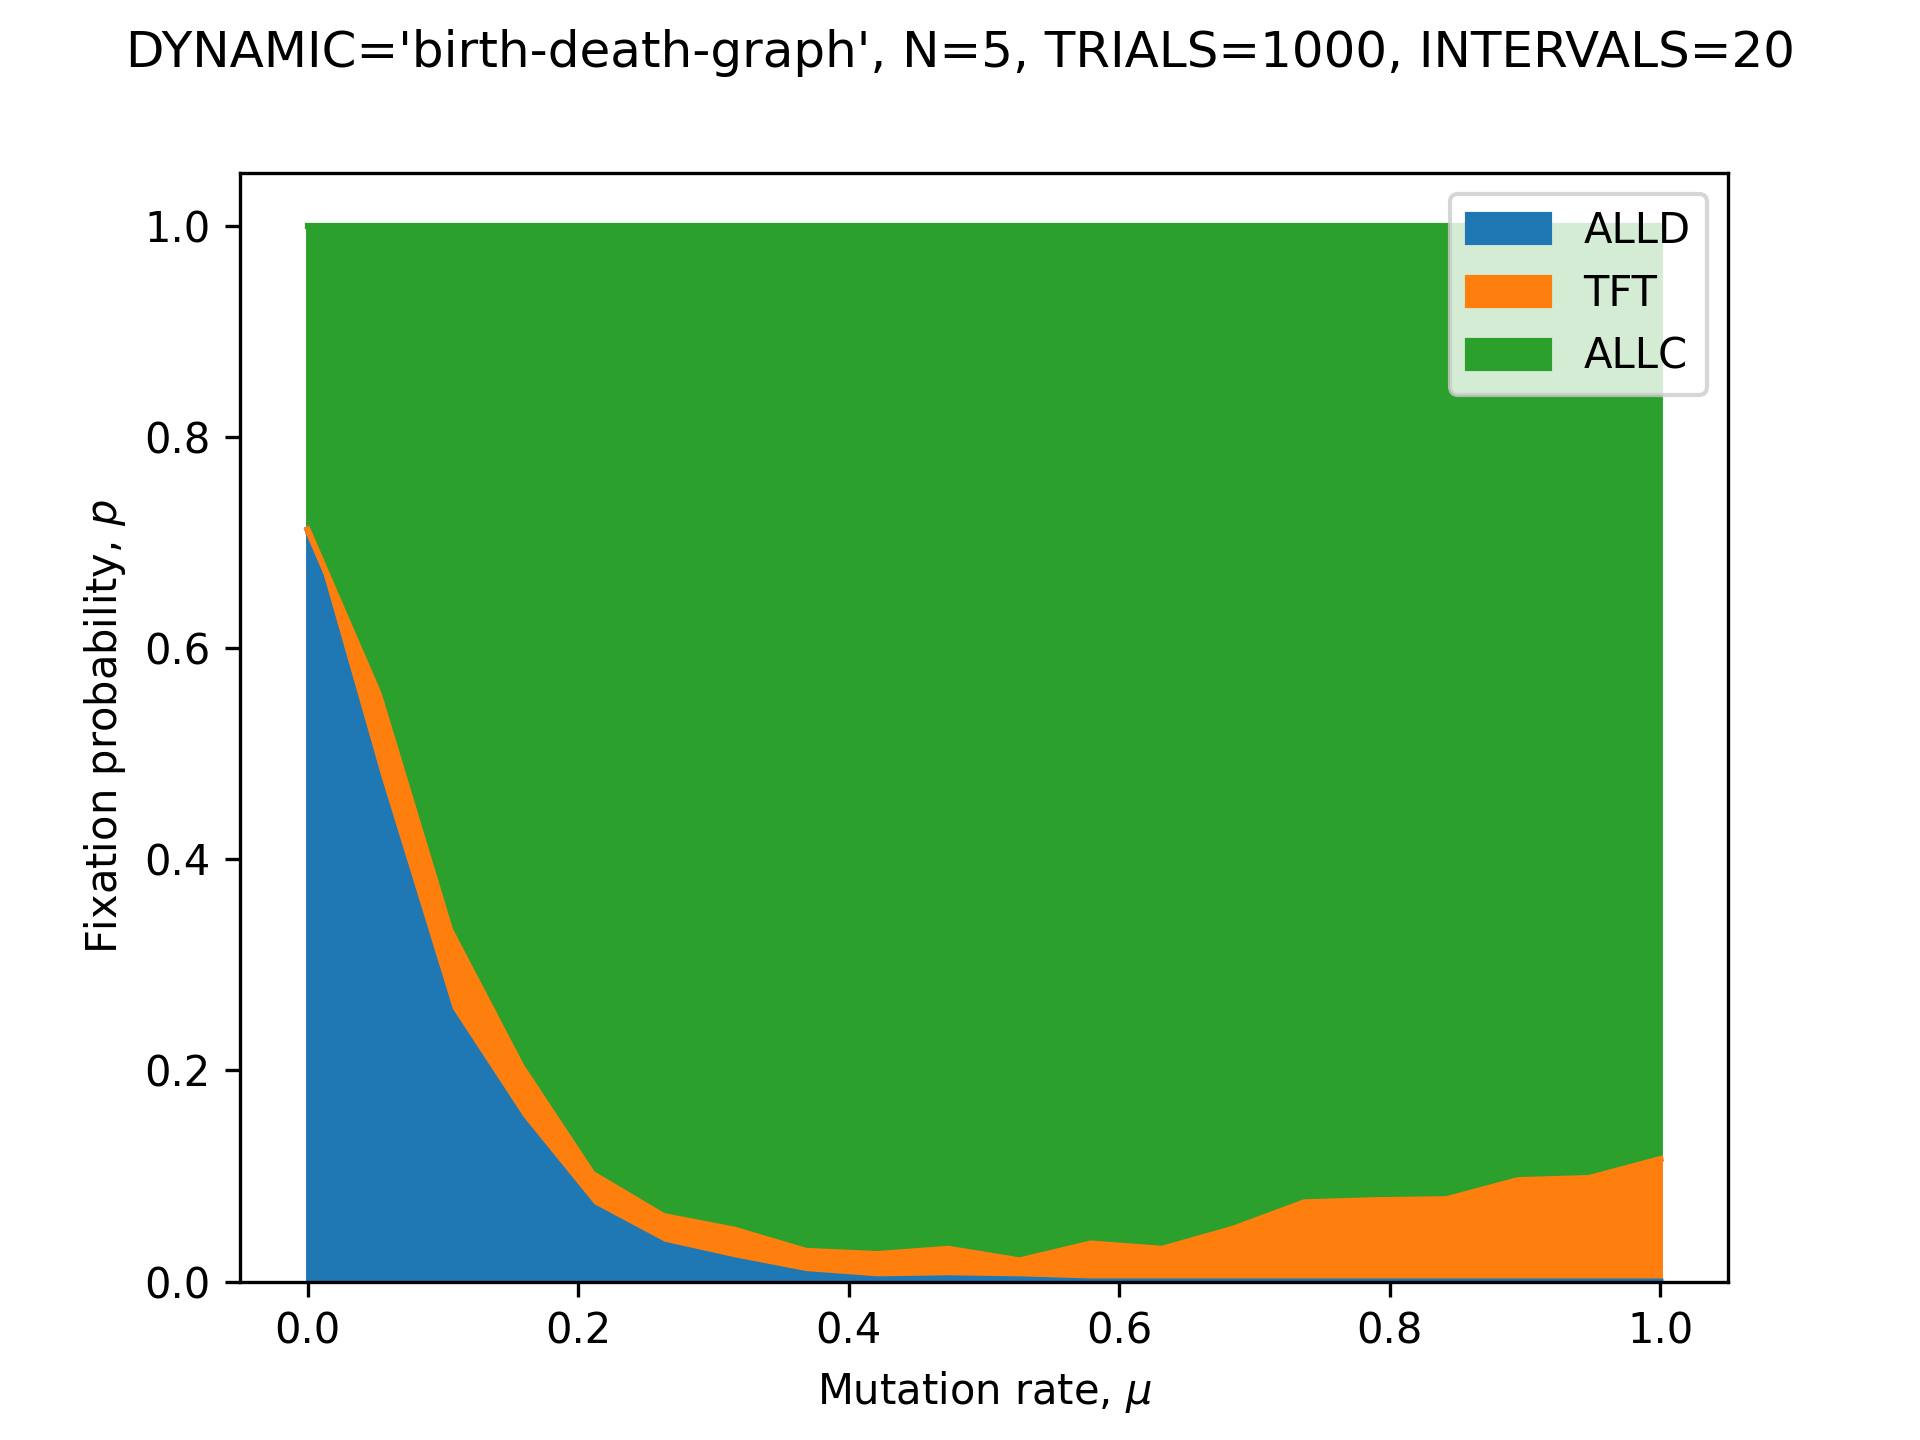 DYNAMIC='birth-death-graph', N=5, TRIALS=1000, INTERVALS=20
ALLD
TFT
ALLC
1.0
0.8
0.6
0.4
0.2
0.0
Fixation probability, p
0.0 0.2 0.4 0.6 0.8 1.0
Mutation rate, μ